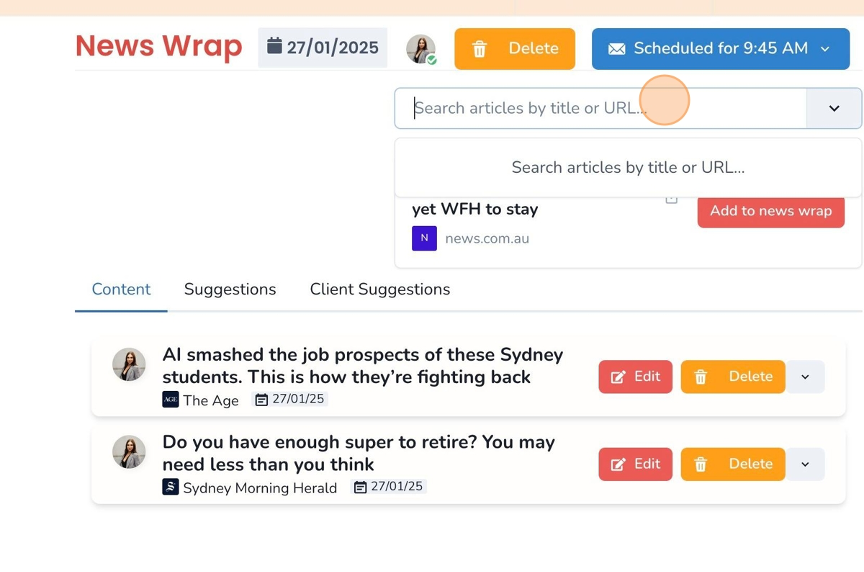 News Wrap
27/01/2025
Delete
Scheduled for 9:45 AM
Search articles by title or URL...
Search articles by title or URL...
yet WFH to stay
Add to news wrap
N
news.com.au
Content
Suggestions
Client Suggestions
AI smashed the job prospects of these Sydney
students. This is how they’re fighting back
AGE
The Age
27/01/25
Edit
Delete
Do you have enough super to retire? You may
need less than you think
Sydney Morning Herald
27/01/25
Edit
Delete